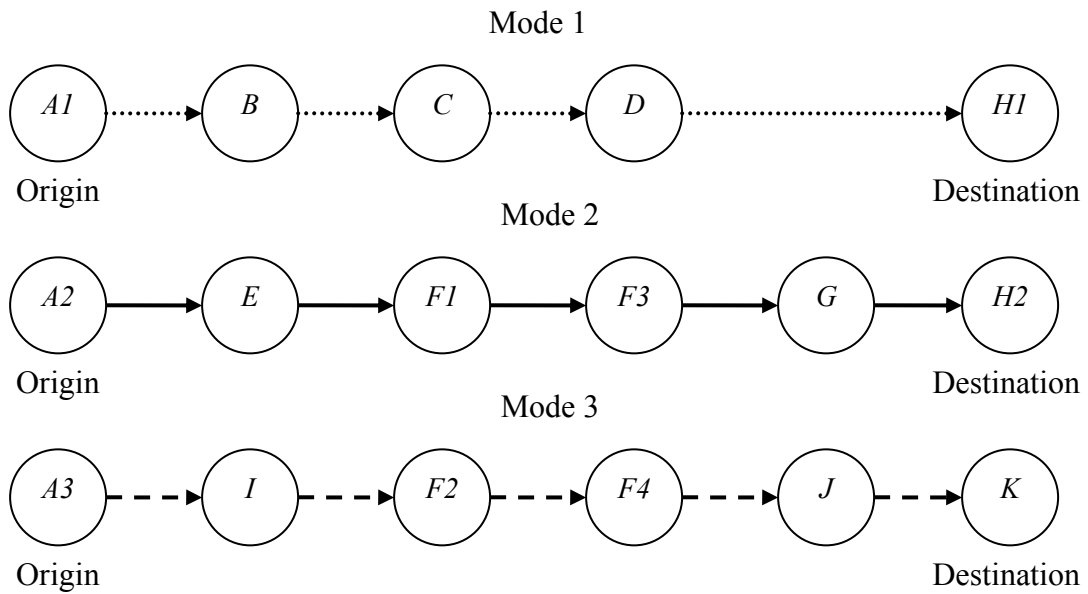 Mode 1
A1 B C D H1
Origin Destination
Mode 2
A2 E F1 F3 G H2
Origin Destination
Mode 3
A3 I F2 F4 J K
Origin Destination